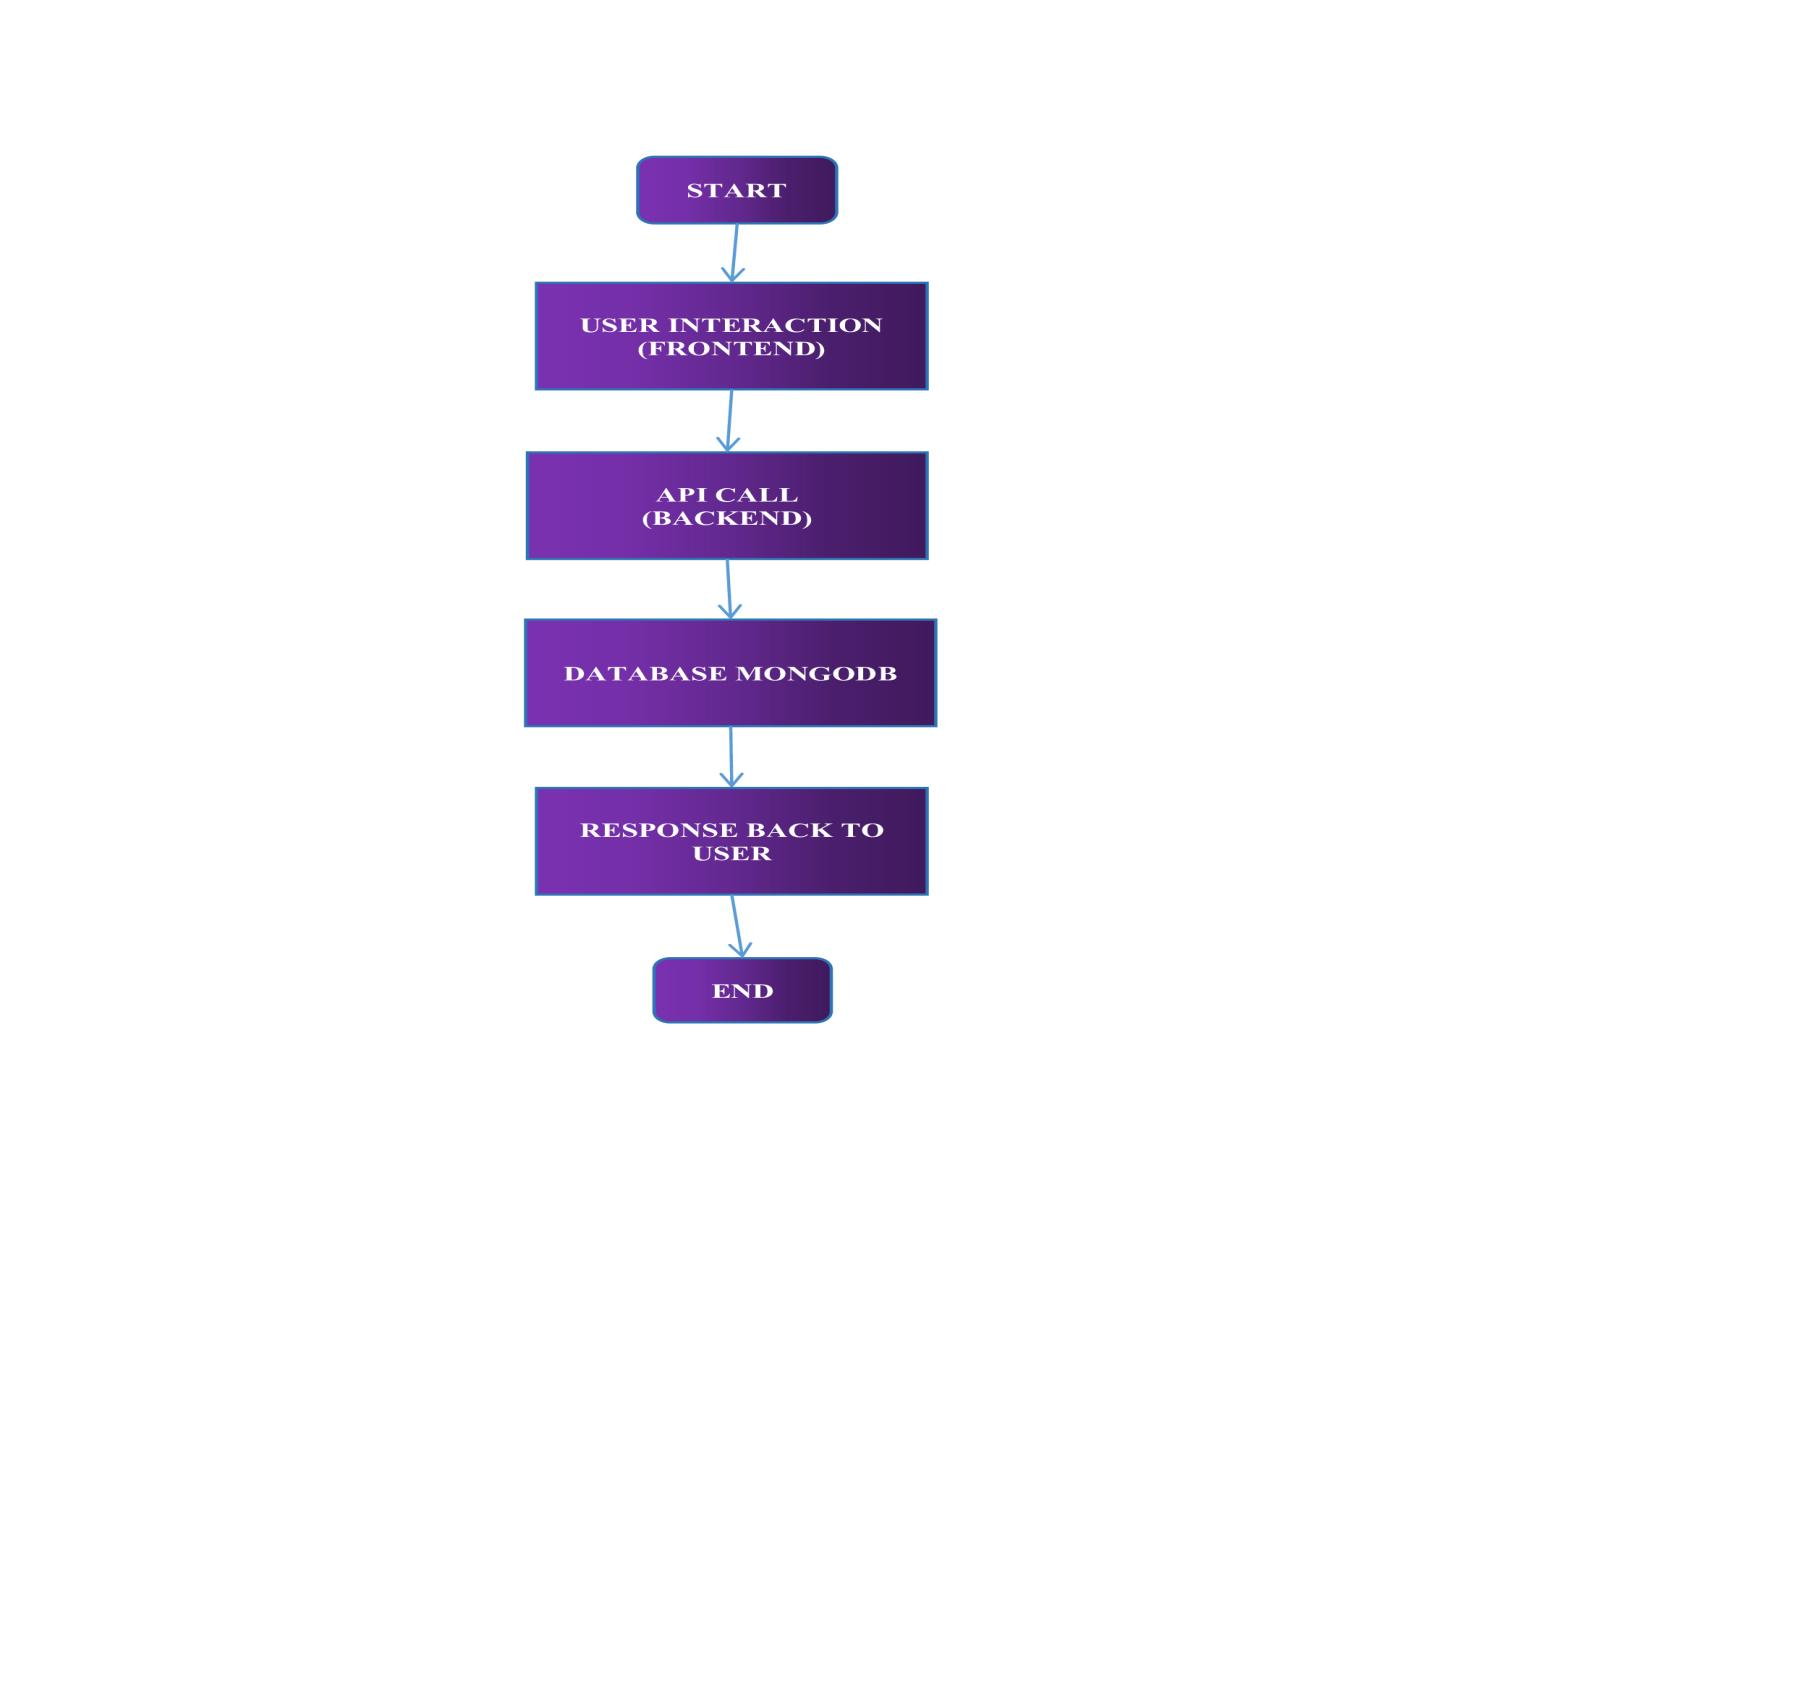 START
USER INTERACTION
(FRONTEND)
API CALL
(BACKEND)
DATABASE MONGODB
RESPONSE BACK TO
USER
END